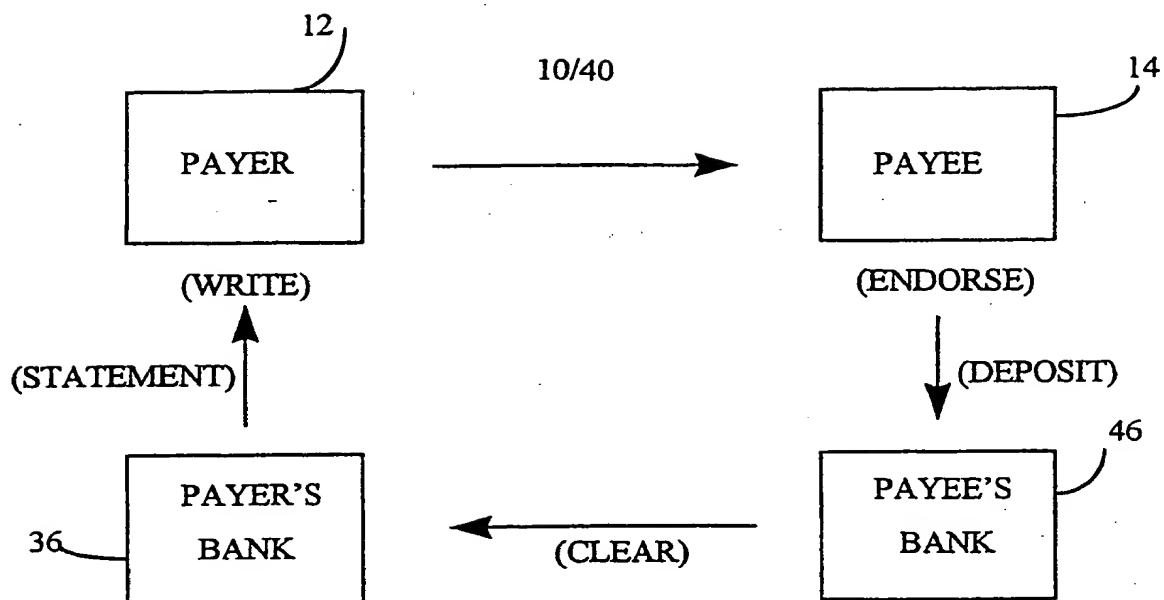 12
10/40
14
PAYER
PAYEE
(WRITE)
(ENDORSE)
(STATEMENT)
(DEPOSIT)
46
PAYER'S
BANK
PAYEE'S
BANK
36
(CLEAR)